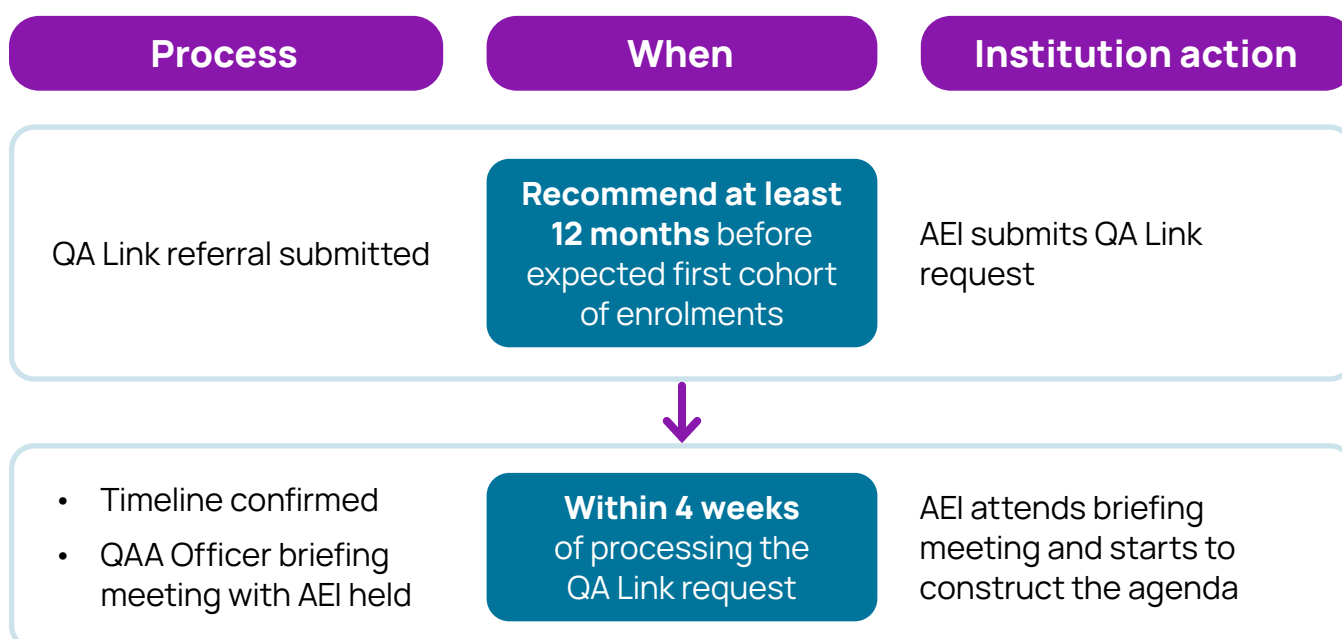 Process
When
Institution action
QA Link referral submitted
Recommend at least
12 months before
expected first cohort
of enrolments
AEI submits QA Link
request
• Timeline confirmed
• QAA Officer briefing
meeting with AEI held
Within 4 weeks
of processing the
QA Link request
AEI attends briefing
meeting and starts to
construct the agenda